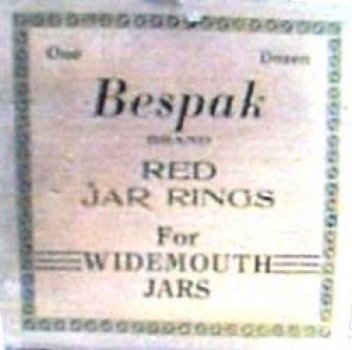 One Dozen
Bespak
BRAND
RED
JAR RINGS
For
WIDEMOUTH
JARS